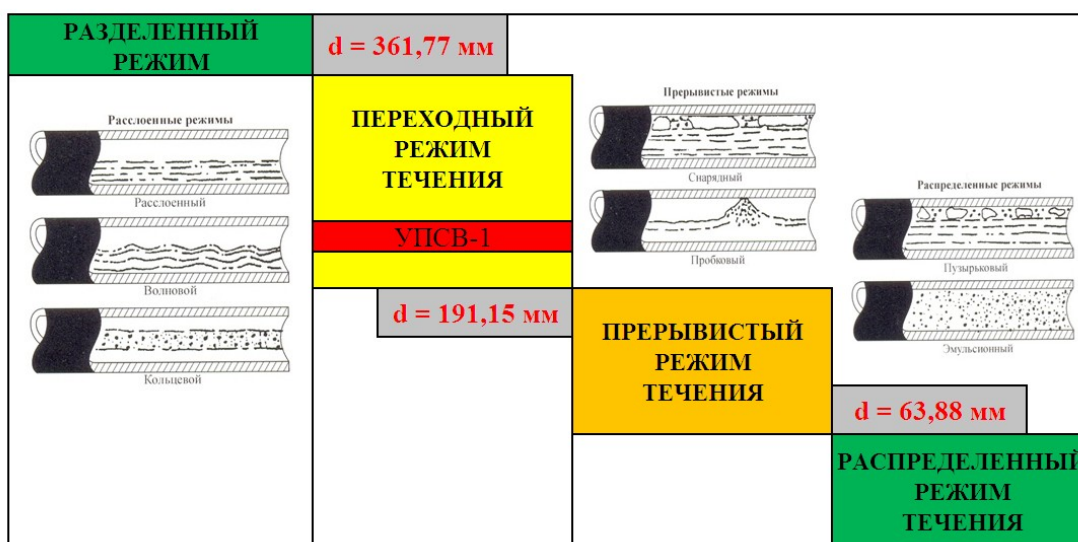 РАЗДЕЛЕННЫЙ
РЕЖИМ
d = 361,77 мм
Расслоенные режимы
Расслоенный
Волновой
Кольцевой
ПЕРЕХОДНЫЙ
РЕЖИМ
ТЕЧЕНИЯ
УПСВ-1
d = 191,15 мм
Прерывистые режимы
Снарядный
Пробковый
ПРЕРЫВИСТЫЙ
РЕЖИМ
ТЕЧЕНИЯ
Распределенные режимы
Пузырьковый
Эмульсионный
d = 63,88 мм
РАСПРЕДЕЛЕННЫЙ
РЕЖИМ
ТЕЧЕНИЯ